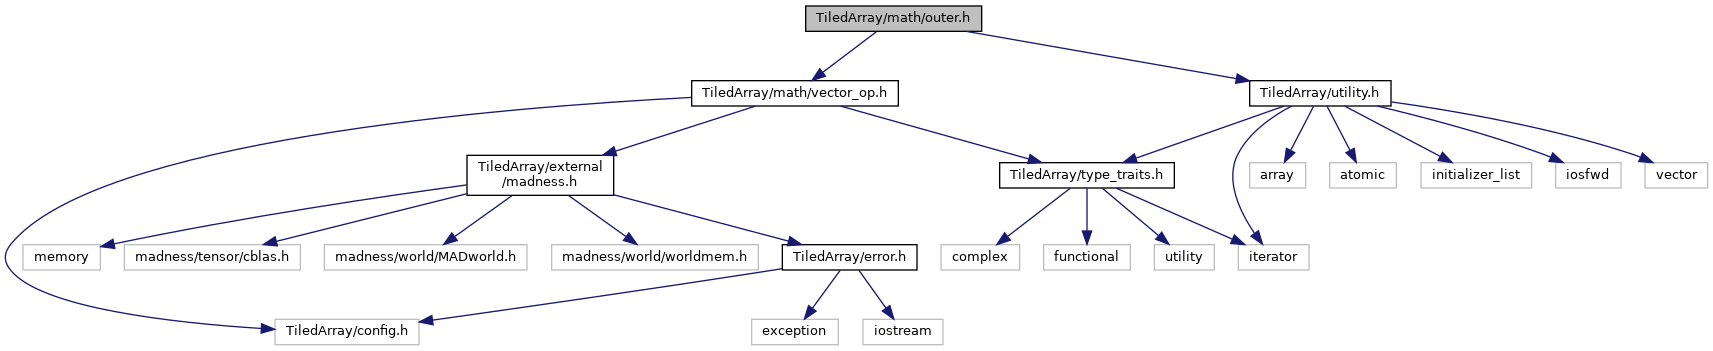 TiledArray/math/outer.h
TiledArray/math/vector_op.h
TiledArray/utility.h
TiledArray/external
/madness.h
TiledArray/type_traits.h
array
atomic
initializer_list
iosfwd
vector
memory
madness/tensor/cblas.h
madness/world/MADworld.h
madness/world/worldmem.h
TiledArray/error.h
complex
functional
utility
iterator
TiledArray/config.h
exception
iostream